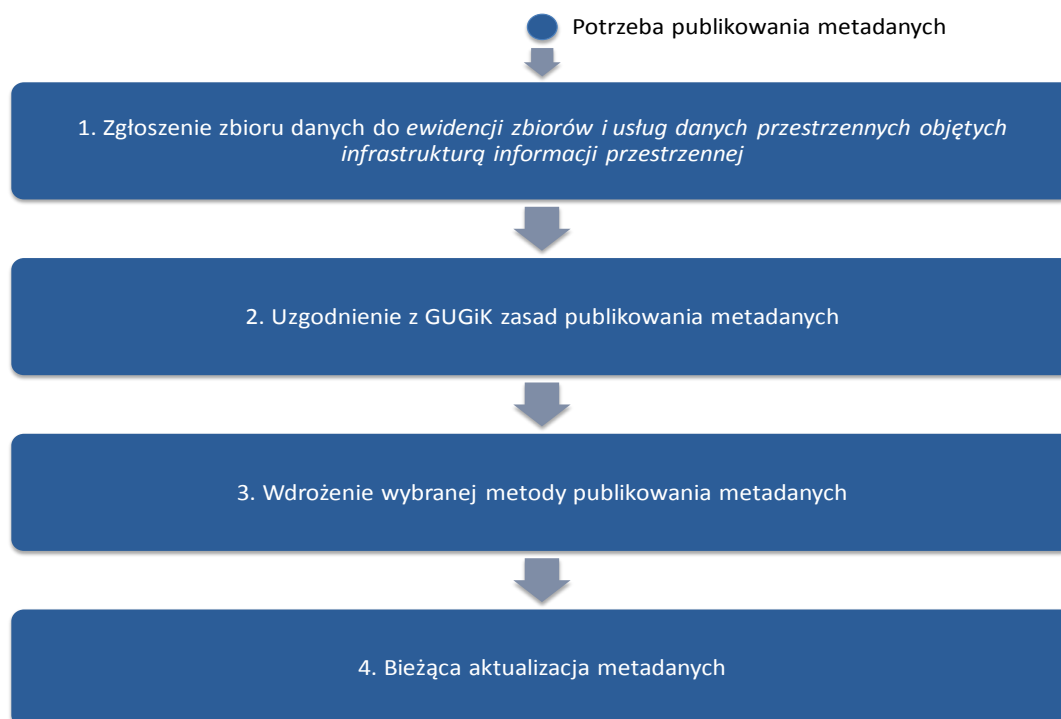 Potrzeba publikowania metadanych
1. Zgłoszenie zbioru danych do ewidencji zbiorów i usług danych przestrzennych objętych
infrastrukturą informacji przestrzennej
2. Uzgodnienie z GUGiK zasad publikowania metadanych
3. Wdrożenie wybranej metody publikowania metadanych
4. Bieżąca aktualizacja metadanych